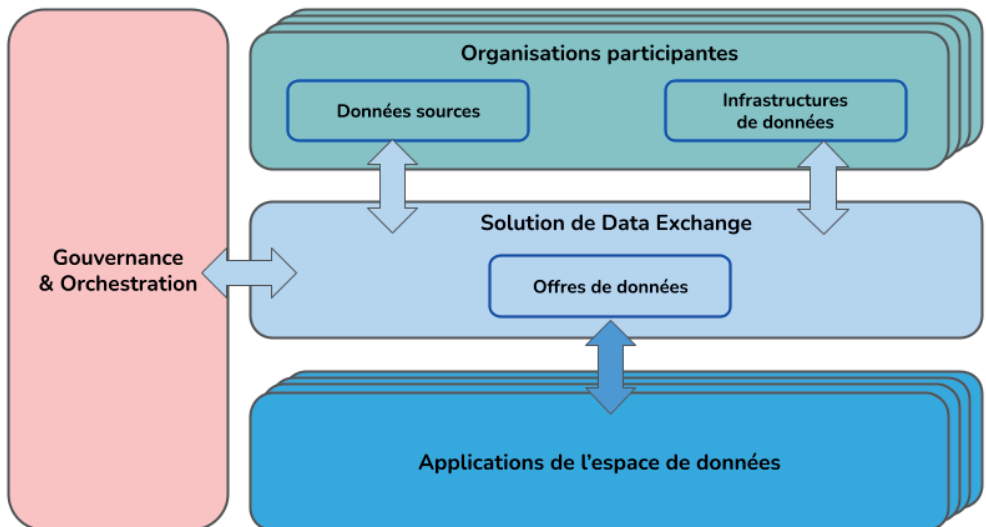 Organisations participantes
Données sources
Infrastructures
de données
Gouvernance
& Orchestration
Solution de Data Exchange
Offres de données
Applications de l’espace de données